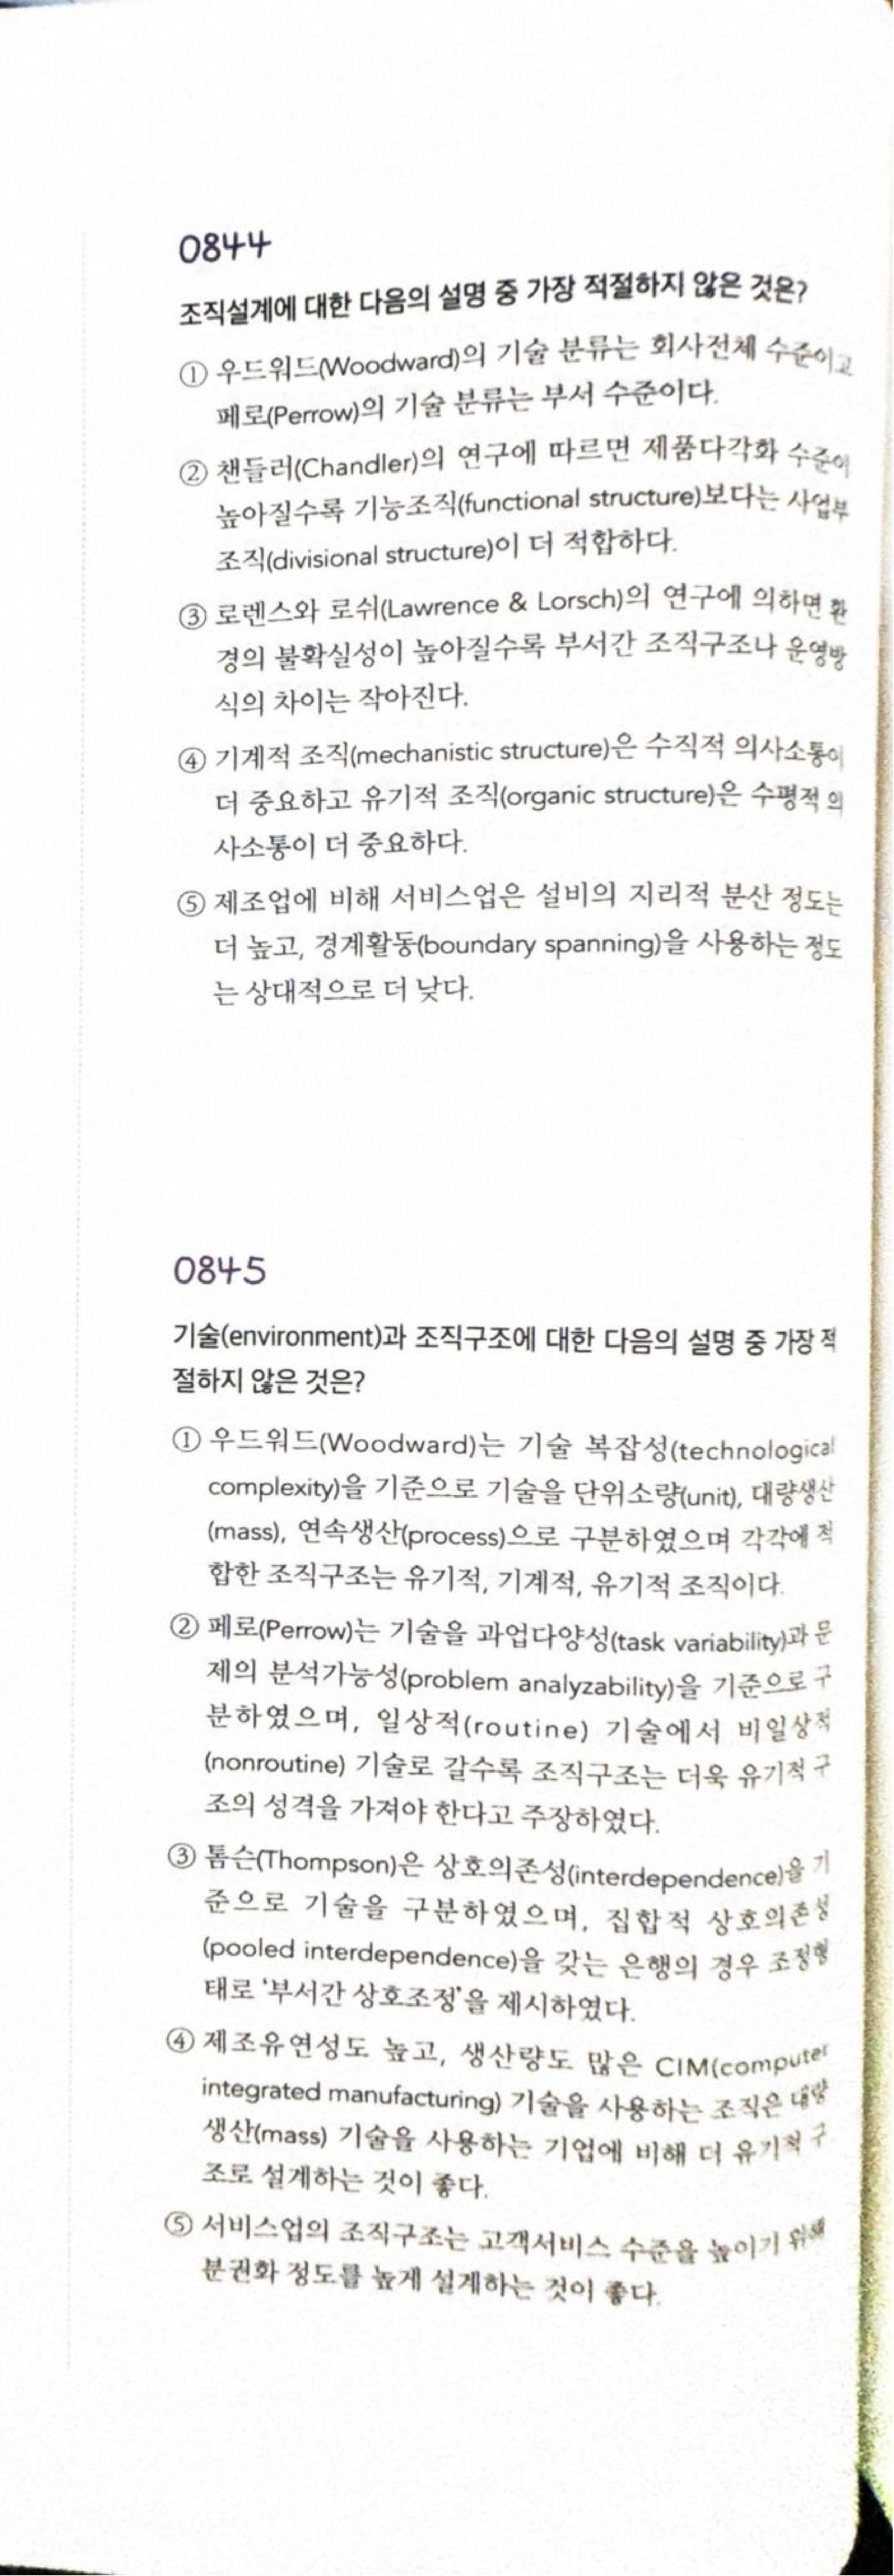 0844
조직설계에 대한 다음의 설명 중 가장 적절하지 않은 것은?
① 우드워드(Woodward)의 기술 분류는 회사전체 수준이고
페로(Perrow)의 기술 분류는 부서 수준이다.
② 챈들러(Chandler)의 연구에 따르면 제품다각화 수준이
높아질수록 기능조직(functional structure)보다는 사업부
조직(divisional structure)이 더 적합하다.
③ 로렌스와 로쉬(Lawrence & Lorsch)의 연구에 의하면 환
경의 불확실성이 높아질수록 부서간 조직구조나 운영방
식의 차이는 작아진다.
④ 기계적 조직(mechanistic structure)은 수직적 의사소통이
더 중요하고 유기적 조직(organic structure)은 수평적 의
사소통이 더 중요하다.
⑤ 제조업에 비해 서비스업은 설비의 지리적 분산 정도는
더 높고, 경계활동(boundary spanning)을 사용하는 정도
는 상대적으로 더 낮다.
0845
기술(environment)과 조직구조에 대한 다음의 설명 중 가장 적
절하지 않은 것은?
① 우드워드(Woodward)는 기술 복잡성(technological
complexity)을 기준으로 기술을 단위소량(unit), 대량생산
(mass), 연속생산(process)으로 구분하였으며 각각에 적
합한 조직구조는 유기적, 기계적, 유기적 조직이다.
② 페로(Perrow)는 기술을 과업다양성(task variability)과 문
제의 분석가능성(problem analyzability)을 기준으로 구
분하였으며, 일상적(routine) 기술에서 비일상적
(nonroutine) 기술로 갈수록 조직구조는 더욱 유기적 구
조의 성격을 가져야 한다고 주장하였다.
③ 톰슨(Thompson)은 상호의존성(interdependence)을 기
준으로 기술을 구분하였으며, 집합적 상호의존성
(pooled interdependence)을 갖는 은행의 경우 조정형
태로 '부서간 상호조정'을 제시하였다.
④ 제조유연성도 높고, 생산량도 많은 CIM(computer
integrated manufacturing) 기술을 사용하는 조직은 대량
생산(mass) 기술을 사용하는 기업에 비해 더 유기적 구
조로 설계하는 것이 좋다.
⑤ 서비스업의 조직구조는 고객서비스 수준을 높이기 위해
분권화 정도를 높게 설계하는 것이 좋다.